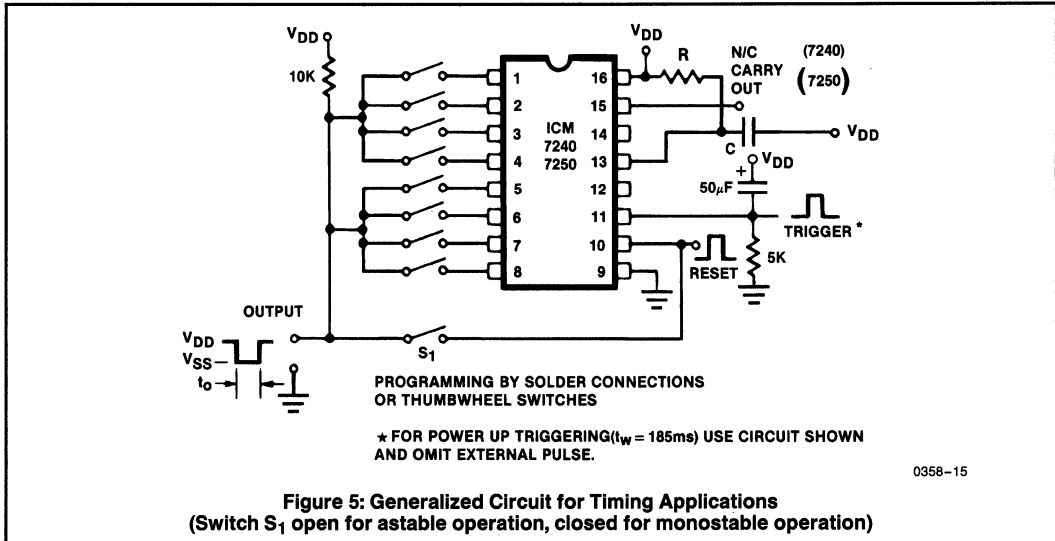 VDD
10K
1
2
3
4
5
6
7
8
ICM
7240
7250
16
15
14
13
12
11
10
9
VDD
R
N/C (7240)
CARRY
OUT (7250)
C
VDD
VDD
+
50µF
TRIGGER *
5K
RESET
OUTPUT
VDD
VSS
to
S1
PROGRAMMING BY SOLDER CONNECTIONS
OR THUMBWHEEL SWITCHES
* FOR POWER UP TRIGGERING(tw = 185ms) USE CIRCUIT SHOWN
AND OMIT EXTERNAL PULSE.
0358–15
Figure 5: Generalized Circuit for Timing Applications
(Switch S1 open for astable operation, closed for monostable operation)